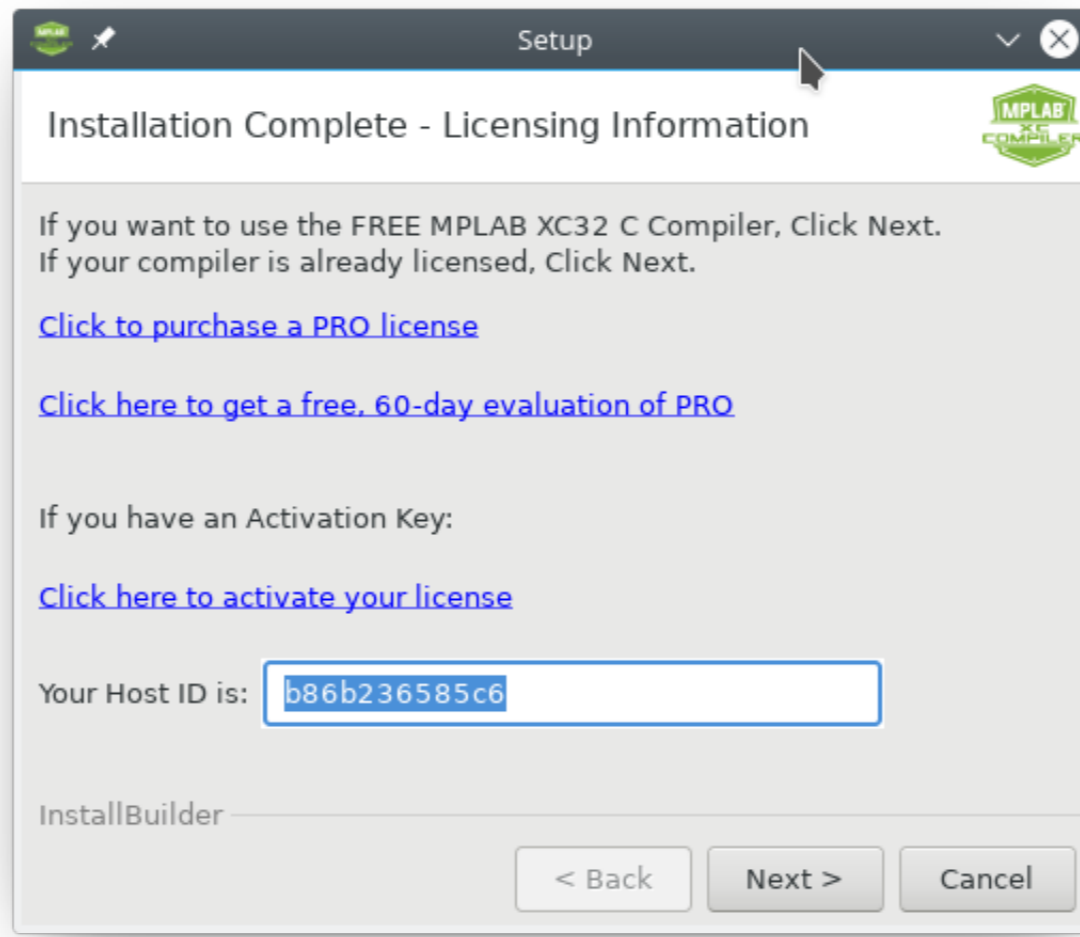 Setup
Installation Complete - Licensing Information
MPLAB
XC
COMPILER
If you want to use the FREE MPLAB XC32 C Compiler, Click Next.
If your compiler is already licensed, Click Next.
Click to purchase a PRO license
Click here to get a free, 60-day evaluation of PRO
If you have an Activation Key:
Click here to activate your license
Your Host ID is: b86b236585c6
InstallBuilder
< Back Next > Cancel